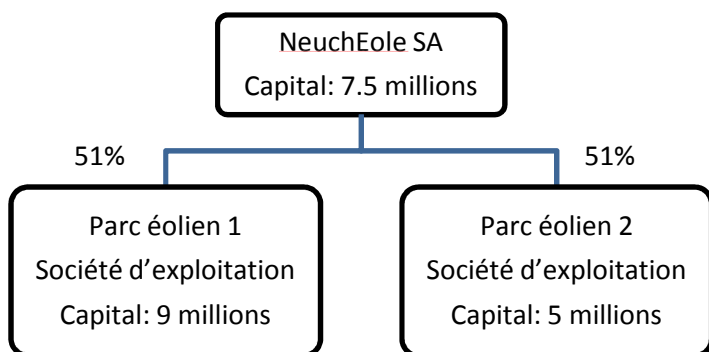 NeuchEole SA
Capital: 7.5 millions
51%
51%
Parc éolien 1
Société d'exploitation
Capital: 9 millions
Parc éolien 2
Société d'exploitation
Capital: 5 millions